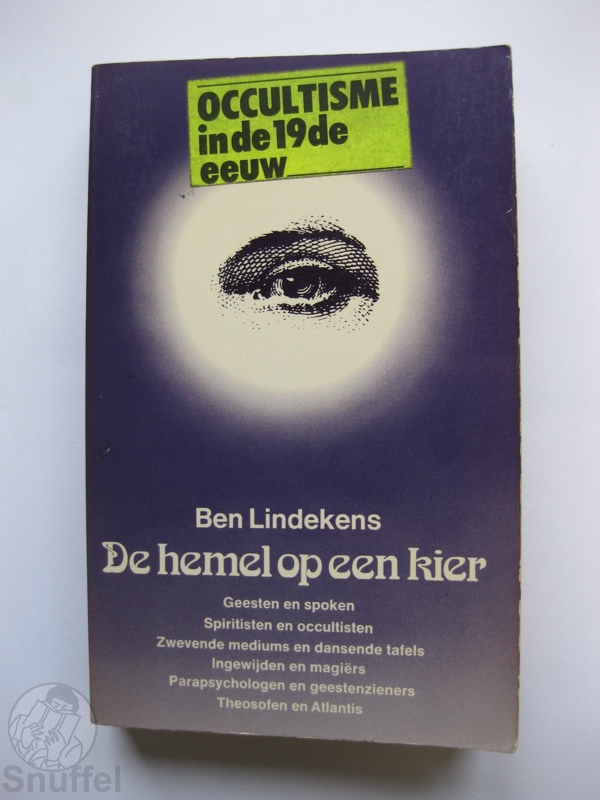 OCCULTISME
in de 19de
eeuw
Ben Lindekens
De hemel op een kier
Geesten en spoken
Spiritisten en occultisten
Zwevende mediums en dansende tafels
Ingewijden en magiërs
Parapsychologen en geestenzieners
Theosofen en Atlantis
Snuffel